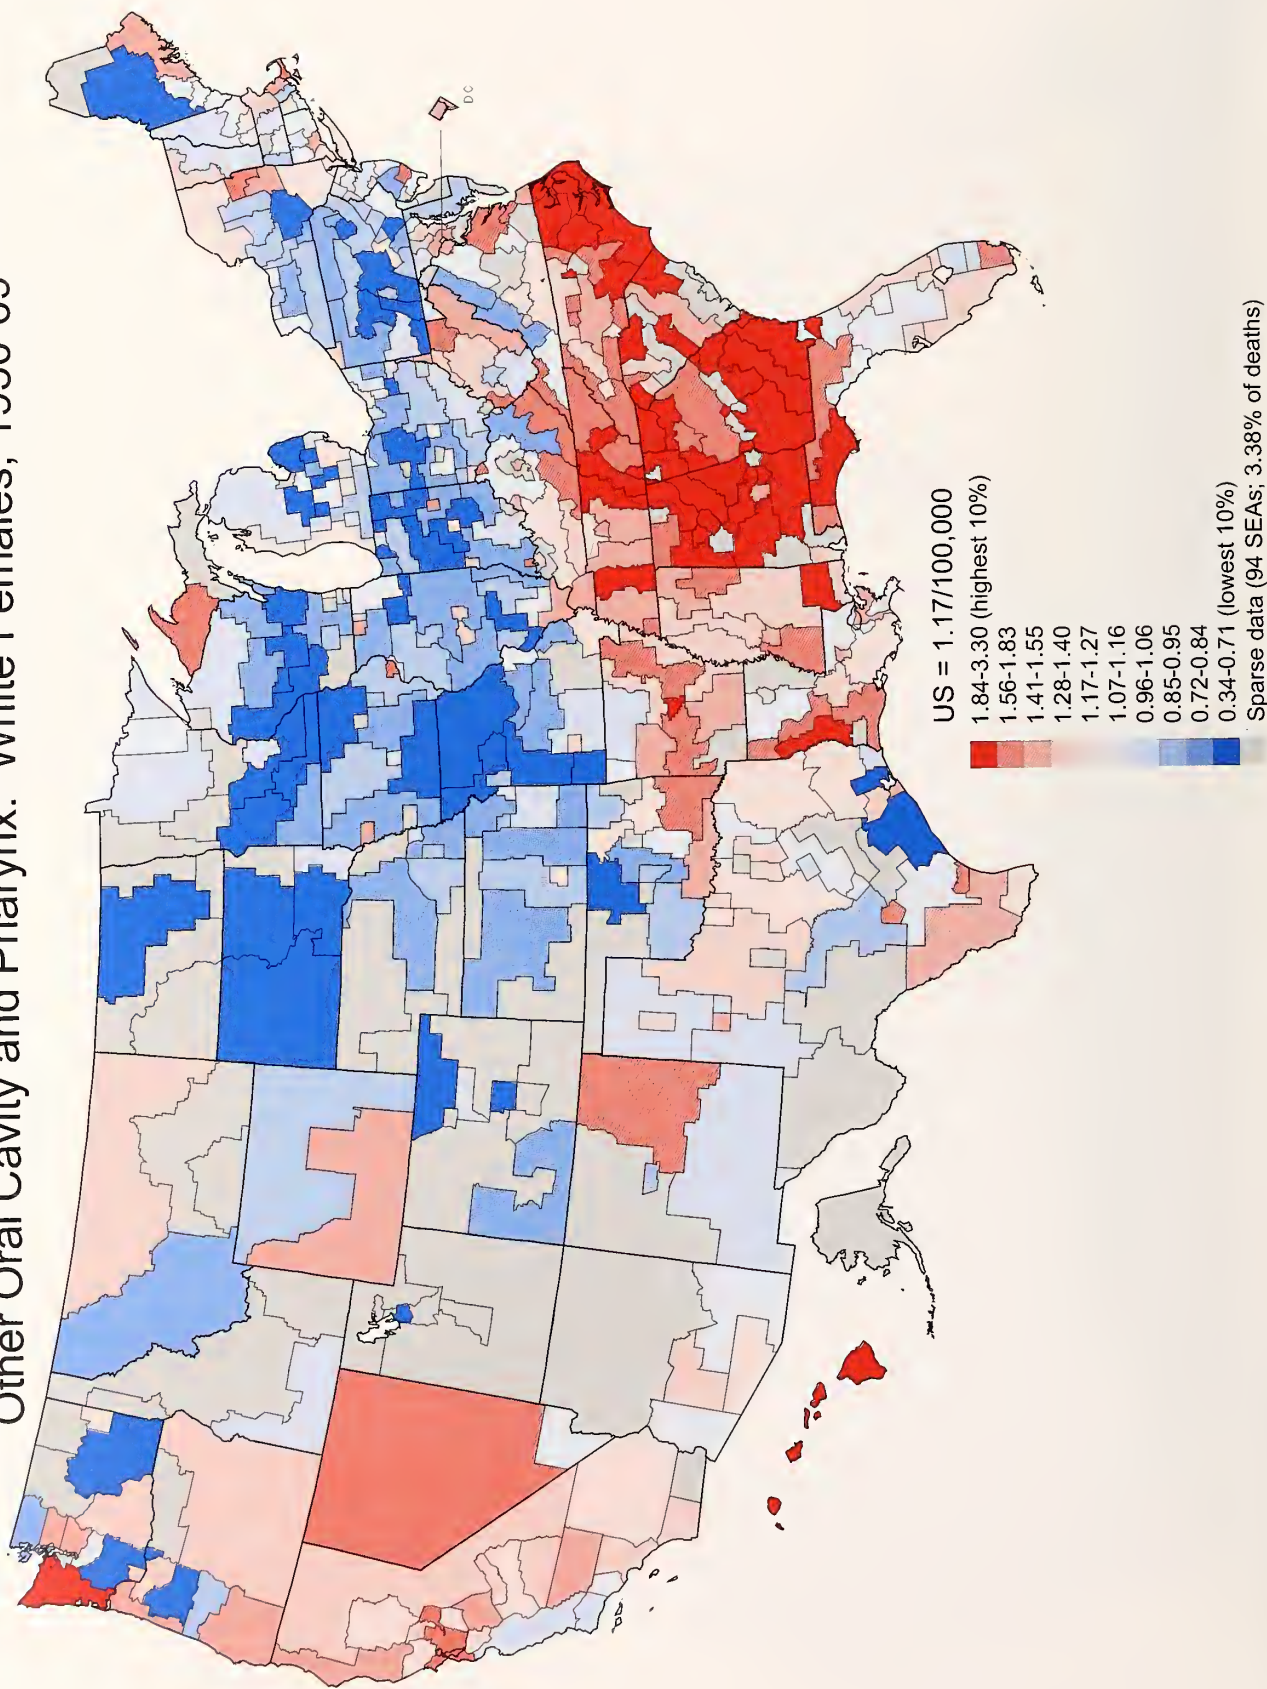 Other Oral Cavity and Pharynx: White Females,
DC
US = 1.17/100,000
1.84-3.30 (highest 10%)
1.56-1.83
1.41-1.55
1.28-1.40
1.17-1.27
1.07-1.16
0.96-1.06
0.85-0.95
0.72-0.84
0.34-0.71 (lowest 10%)
Sparse data (94 SEAs; 3.38% of deaths)